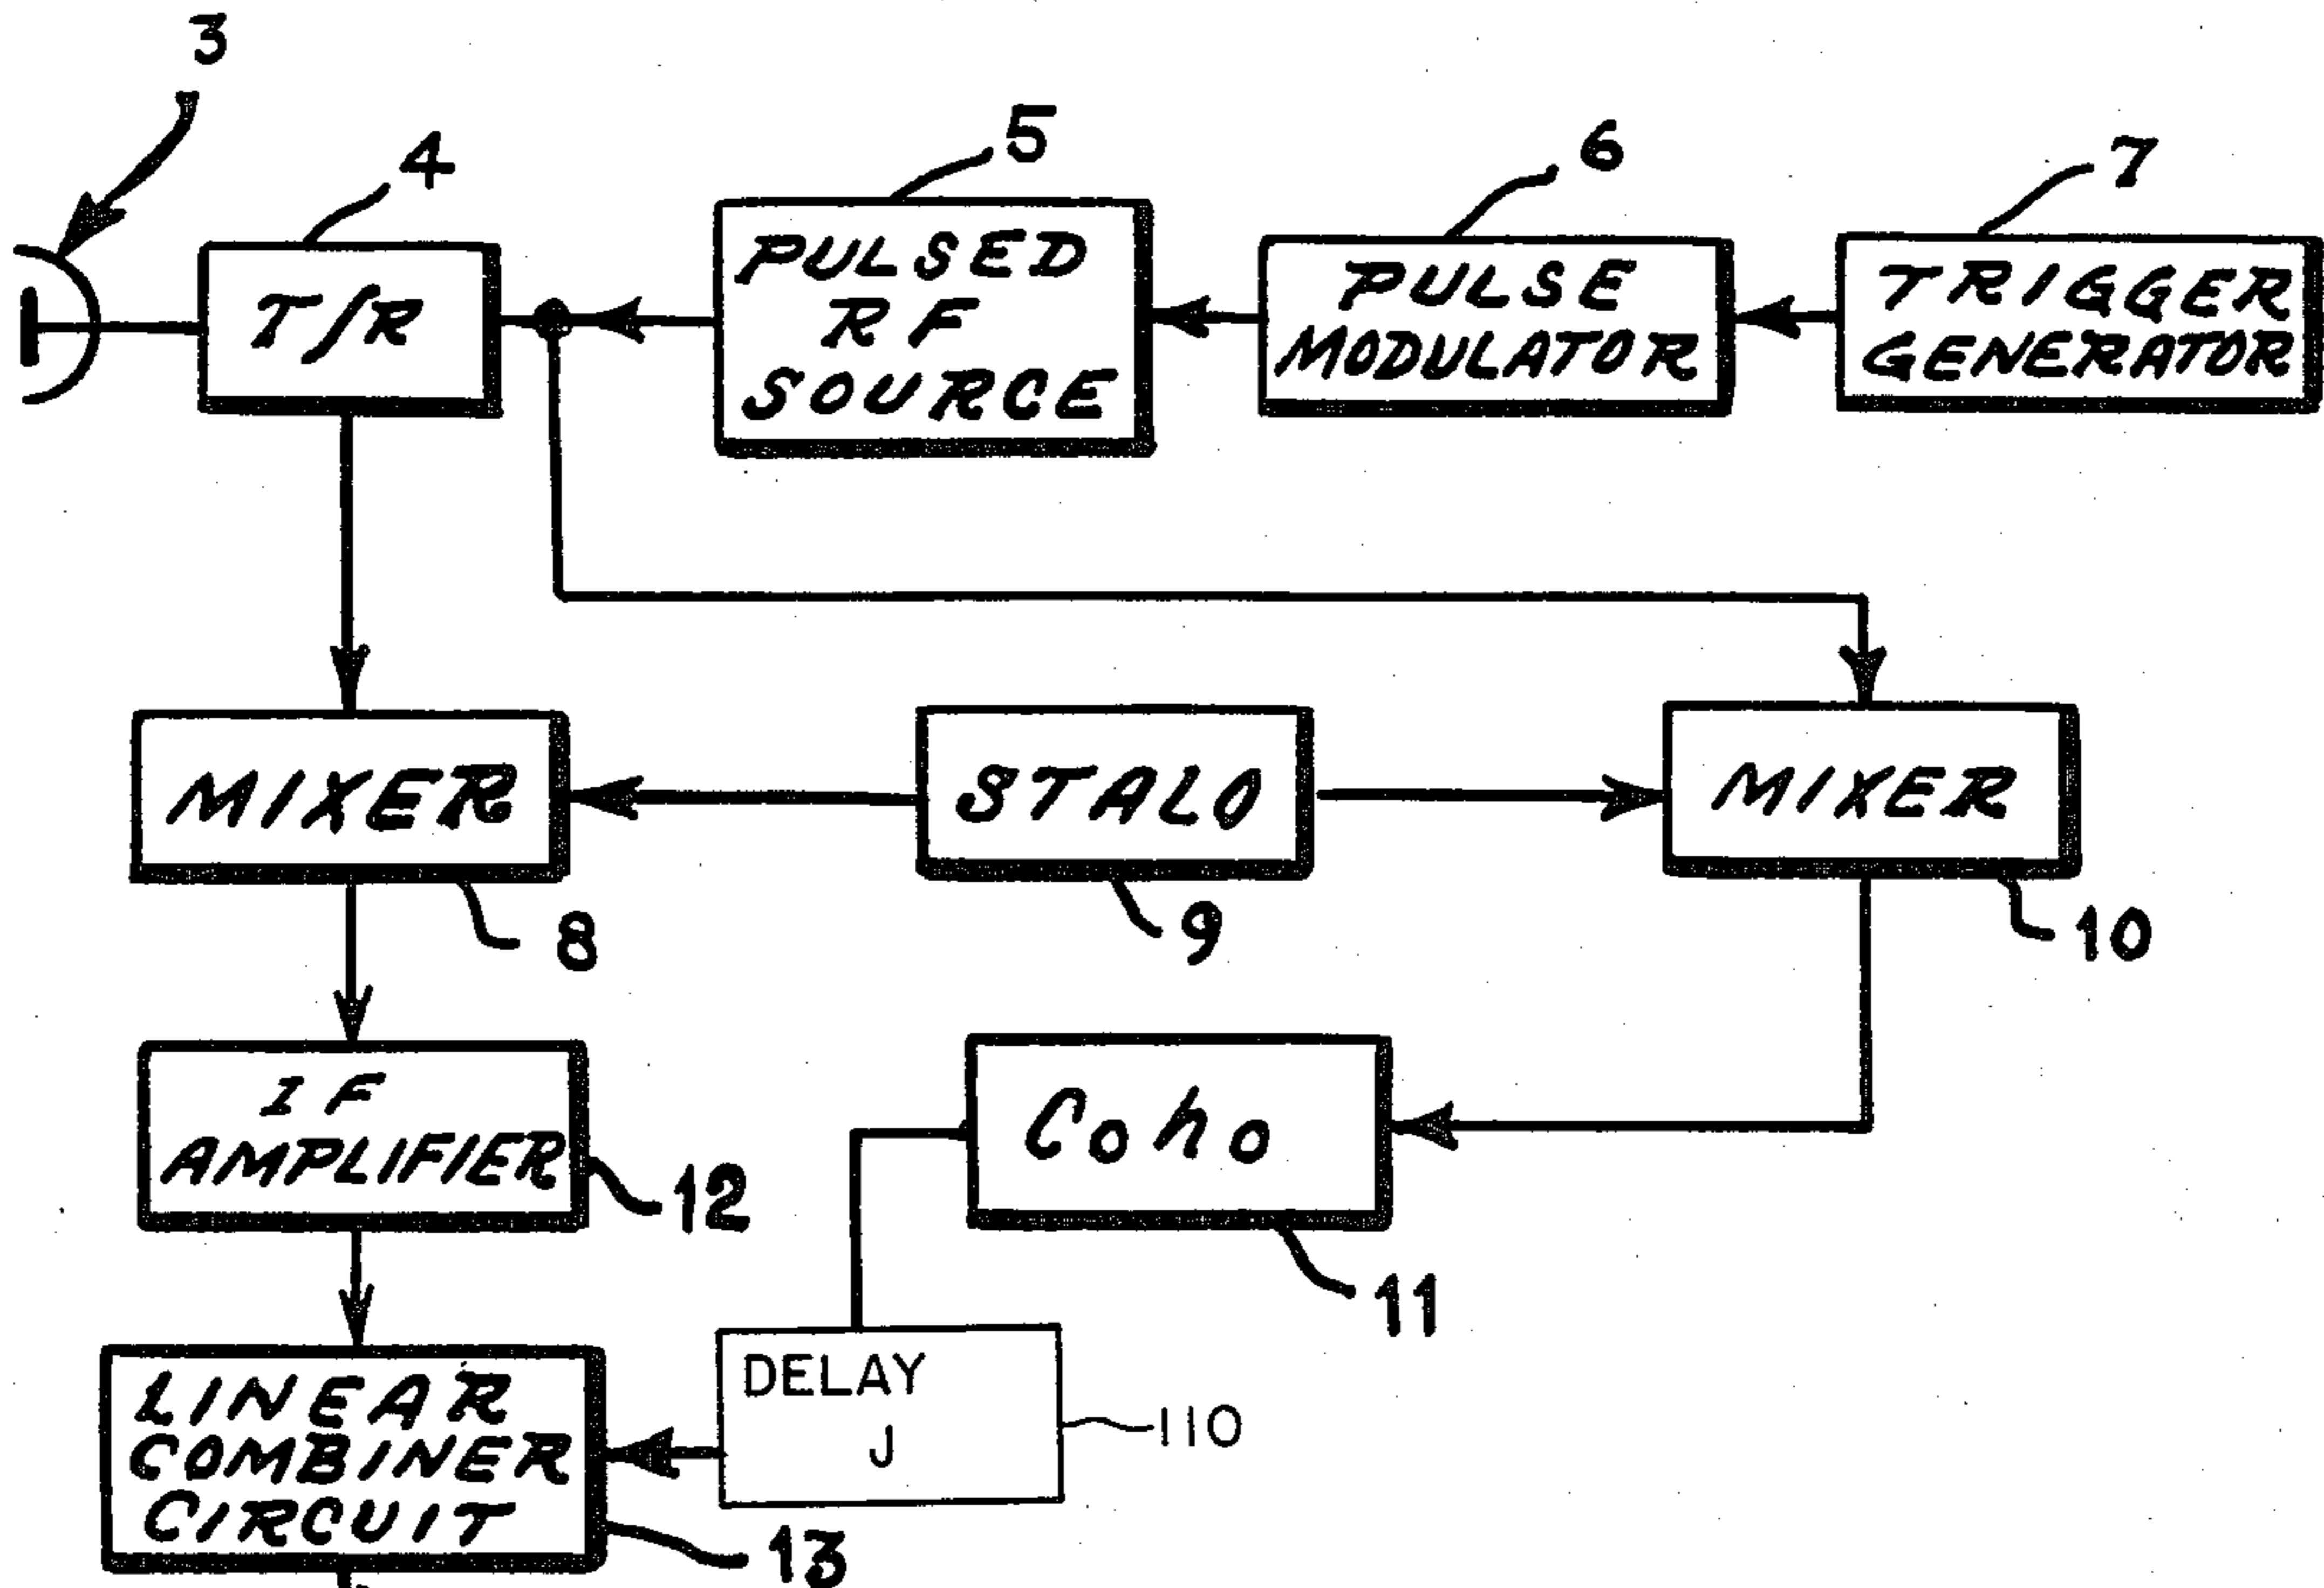 3
4
5
6
7
T/R
PULSED
RF
SOURCE
PULSE
MODULATOR
TRIGGER
GENERATOR
MIXER
STALO
MIXER
8
9
10
IF
AMPLIFIER
12
Coho
11
LINEAR
COMBINER
CIRCUIT
DELAY
J
110
13